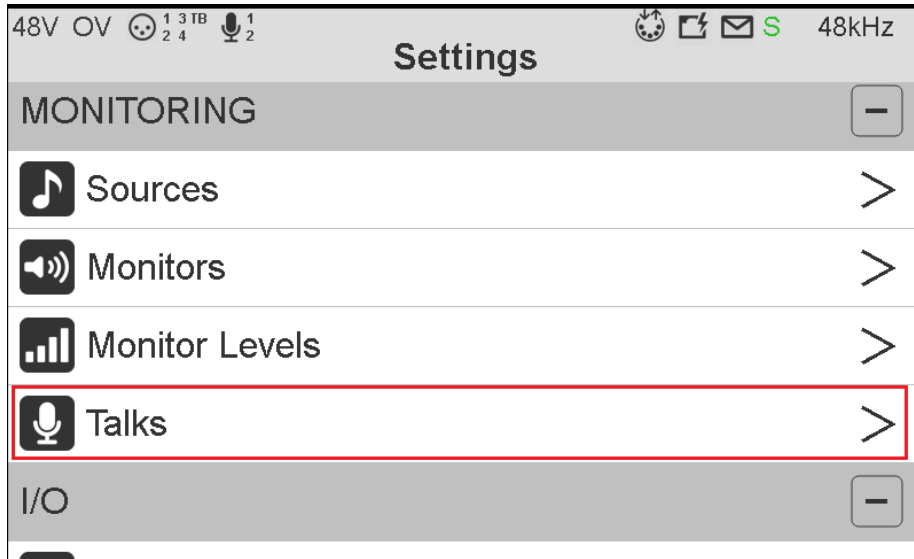 48V OV 1 3 TB 1 S 48kHz
2 4 2
Settings
MONITORING
Sources
Monitors
Monitor Levels
Talks
I/O